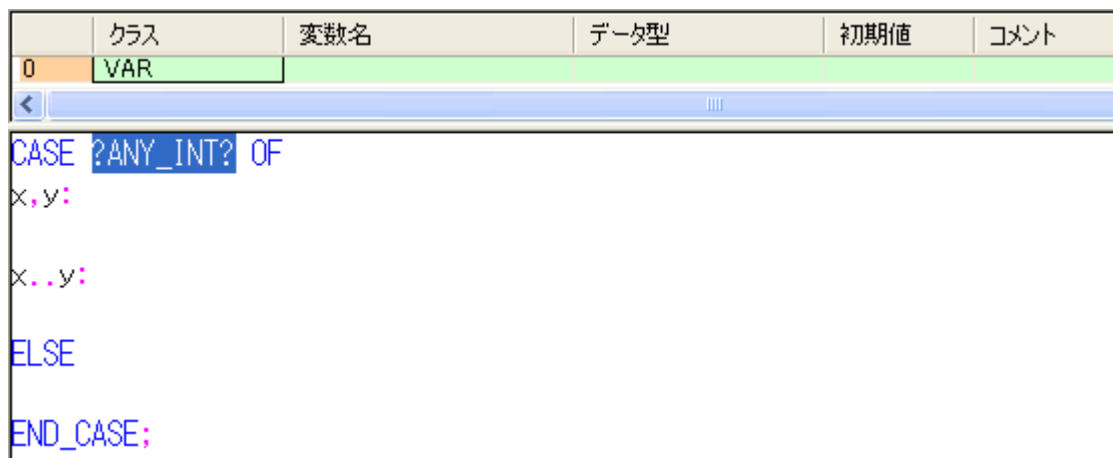 クラス 変数名 データ型 初期値 コメント
0 VAR
CASE ?ANY_INT? OF
x,y:
x..y:
ELSE
END_CASE;